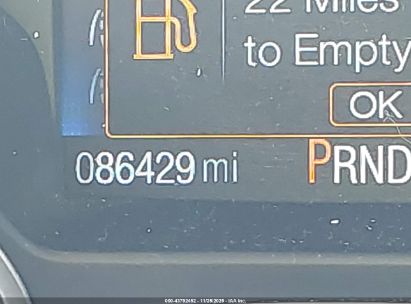 22 Miles
to Empty
OK
086429 mi
PRND